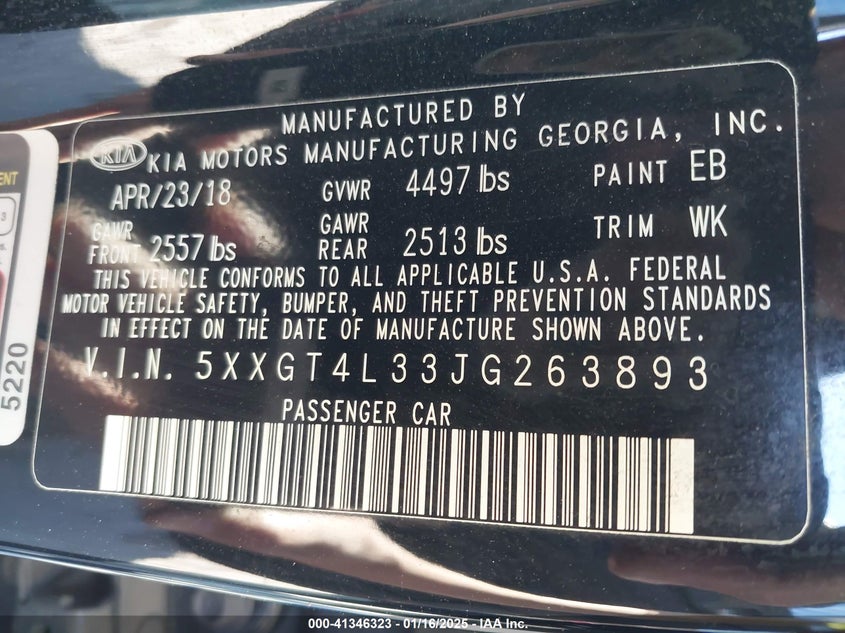 MANUFACTURED BY
KIA KIA MOTORS MANUFACTURING GEORGIA, INC.
APR/23/18 GVWR 4497 lbs PAINT EB
GAWR FRONT 2557 lbs GAWR REAR 2513 lbs TRIM WK
THIS VEHICLE CONFORMS TO ALL APPLICABLE U.S.A. FEDERAL
MOTOR VEHICLE SAFETY, BUMPER, AND THEFT PREVENTION STANDARDS
IN EFFECT ON THE DATE OF MANUFACTURE SHOWN ABOVE.
V.I.N. 5XXGT4L33JG263893
PASSENGER CAR
5220
000-41346323 - 01/16/2025 - IAA Inc.